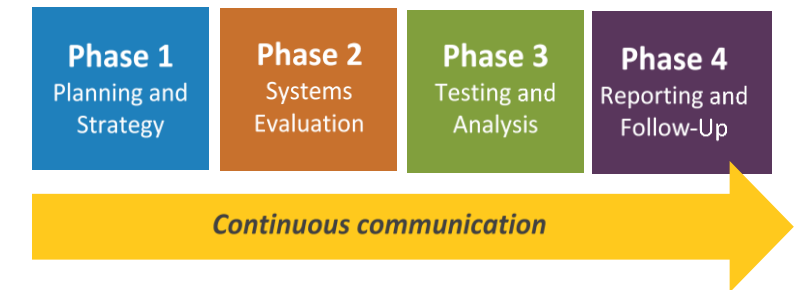 Phase 1
Planning and
Strategy
Phase 2
Systems
Evaluation
Phase 3
Testing and
Analysis
Phase 4
Reporting and
Follow-Up
Continuous communication